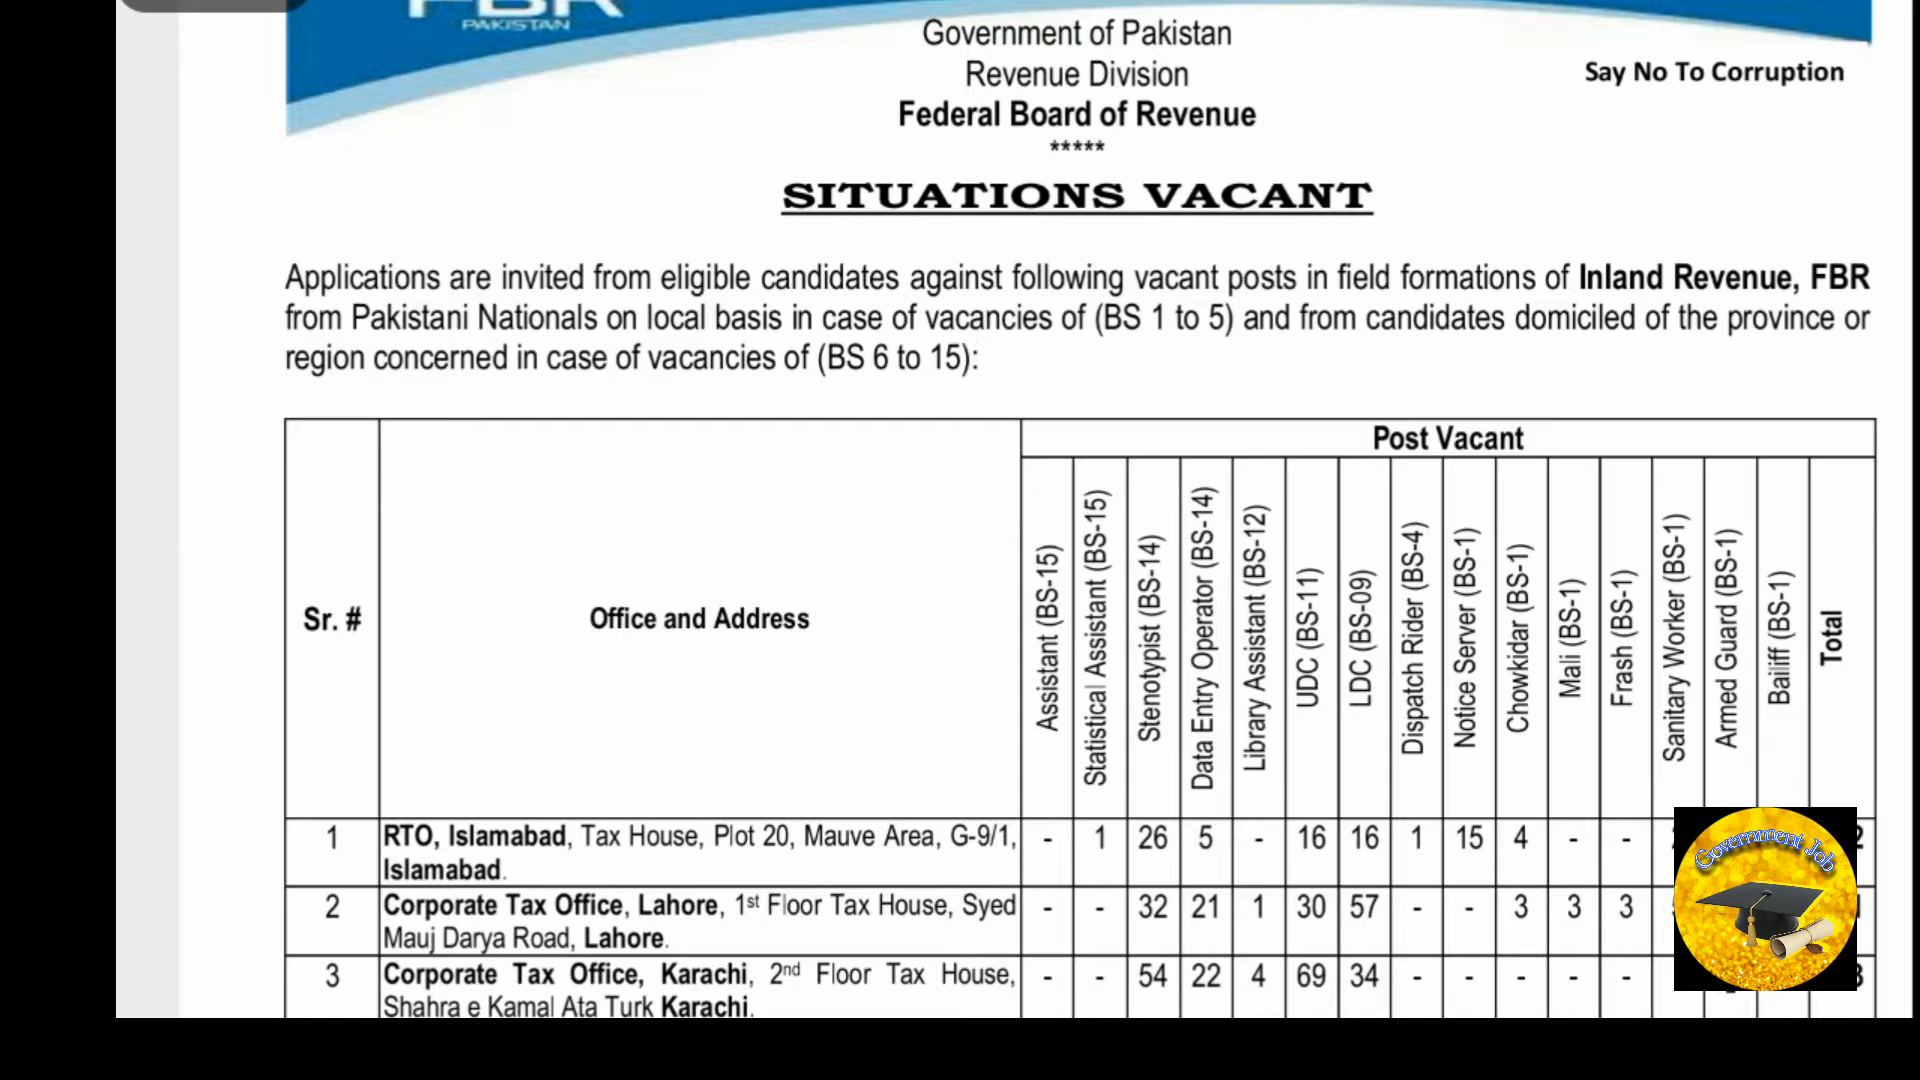 PAKISTAN
Government of Pakistan
Revenue Division
Say No To Corruption
Federal Board of Revenue
*****
SITUATIONS VACANT
Applications are invited from eligible candidates against following vacant posts in field formations of Inland Revenue, FBR
from Pakistani Nationals on local basis in case of vacancies of (BS 1 to 5) and from candidates domiciled of the province or
region concerned in case of vacancies of (BS 6 to 15):
Sr. #
Office and Address
Post Vacant
Assistant (BS-15)
Statistical Assistant (BS-15)
Stenotypist (BS-14)
Data Entry Operator (BS-14)
Library Assistant (BS-12)
UDC (BS-11)
LDC (BS-09)
Dispatch Rider (BS-4)
Notice Server (BS-1)
Chowkidar (BS-1)
Mali (BS-1)
Frash (BS-1)
Sanitary Worker (BS-1)
Armed Guard (BS-1)
Bailiff (BS-1)
Total
1 RTO, Islamabad, Tax House, Plot 20, Mauve Area, G-9/1, - 1 26 5 - 16 16 1 15 4 - -
Islamabad.
2 Corporate Tax Office, Lahore, 1st Floor Tax House, Syed - - 32 21 1 30 57 - - 3 3 3
Mauj Darya Road, Lahore.
3 Corporate Tax Office, Karachi, 2nd Floor Tax House, - - 54 22 4 69 34 - - - - -
Shahra e Kamal Ata Turk Karachi.
Government Job